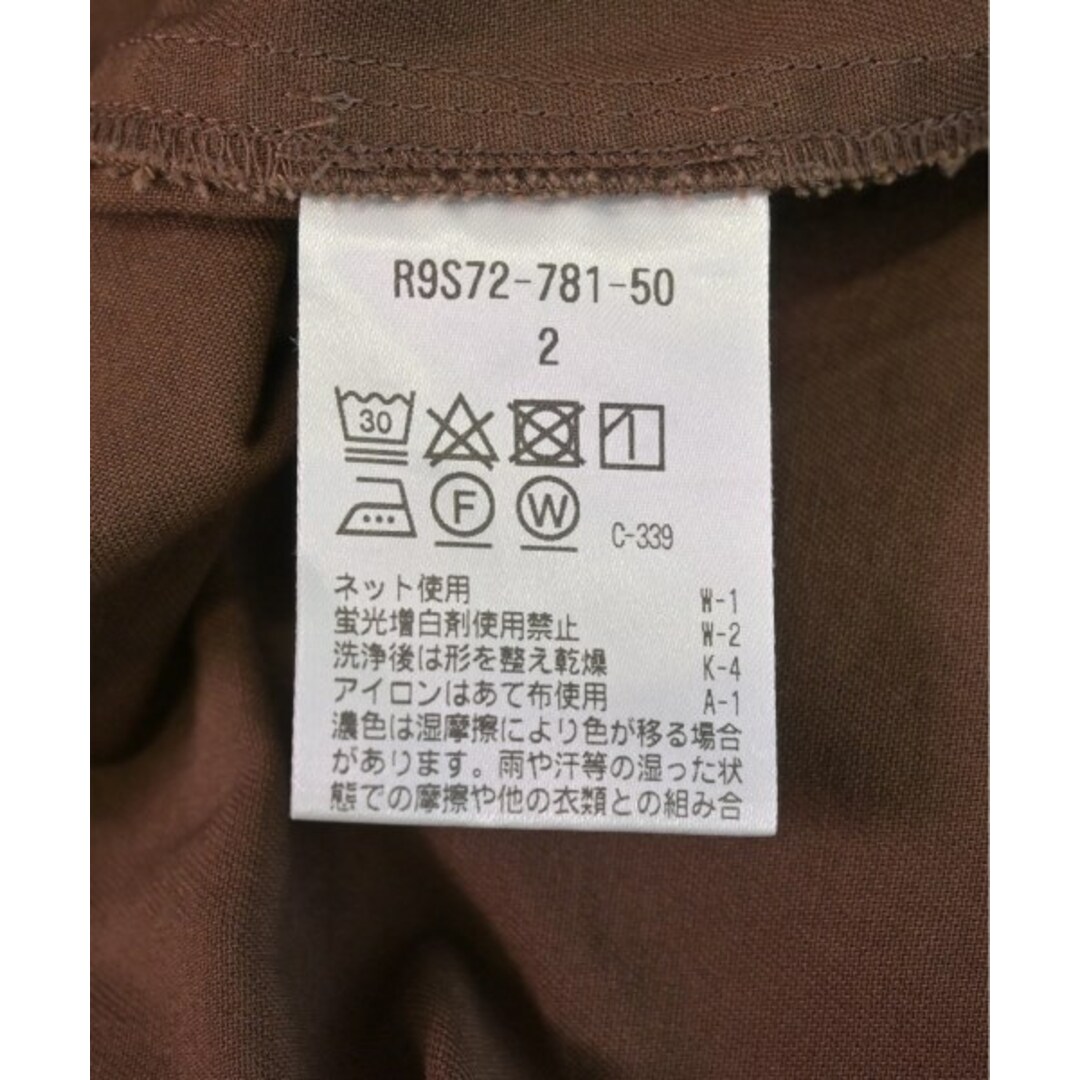 R9S72-781-50
2
30
F W C-339
ネット使用 W-1
蛍光増白剤使用禁止 W-2
洗浄後は形を整え乾燥 K-4
アイロンはあて布使用 A-1
濃色は湿摩擦により色が移る場合
があります。雨や汗等の湿った状
態での摩擦や他の衣類との組み合